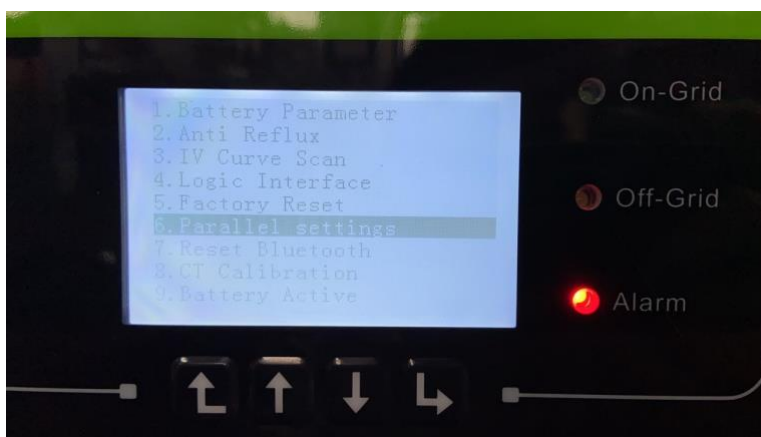 1.Battery Parameter
2.Anti Reflux
3.IV Curve Scan
4.Logic Interface
5.Factory Reset
6.Parallel settings
7.Reset Bluetooth
8.CT Calibration
9.Battery Active
On-Grid
Off-Grid
Alarm